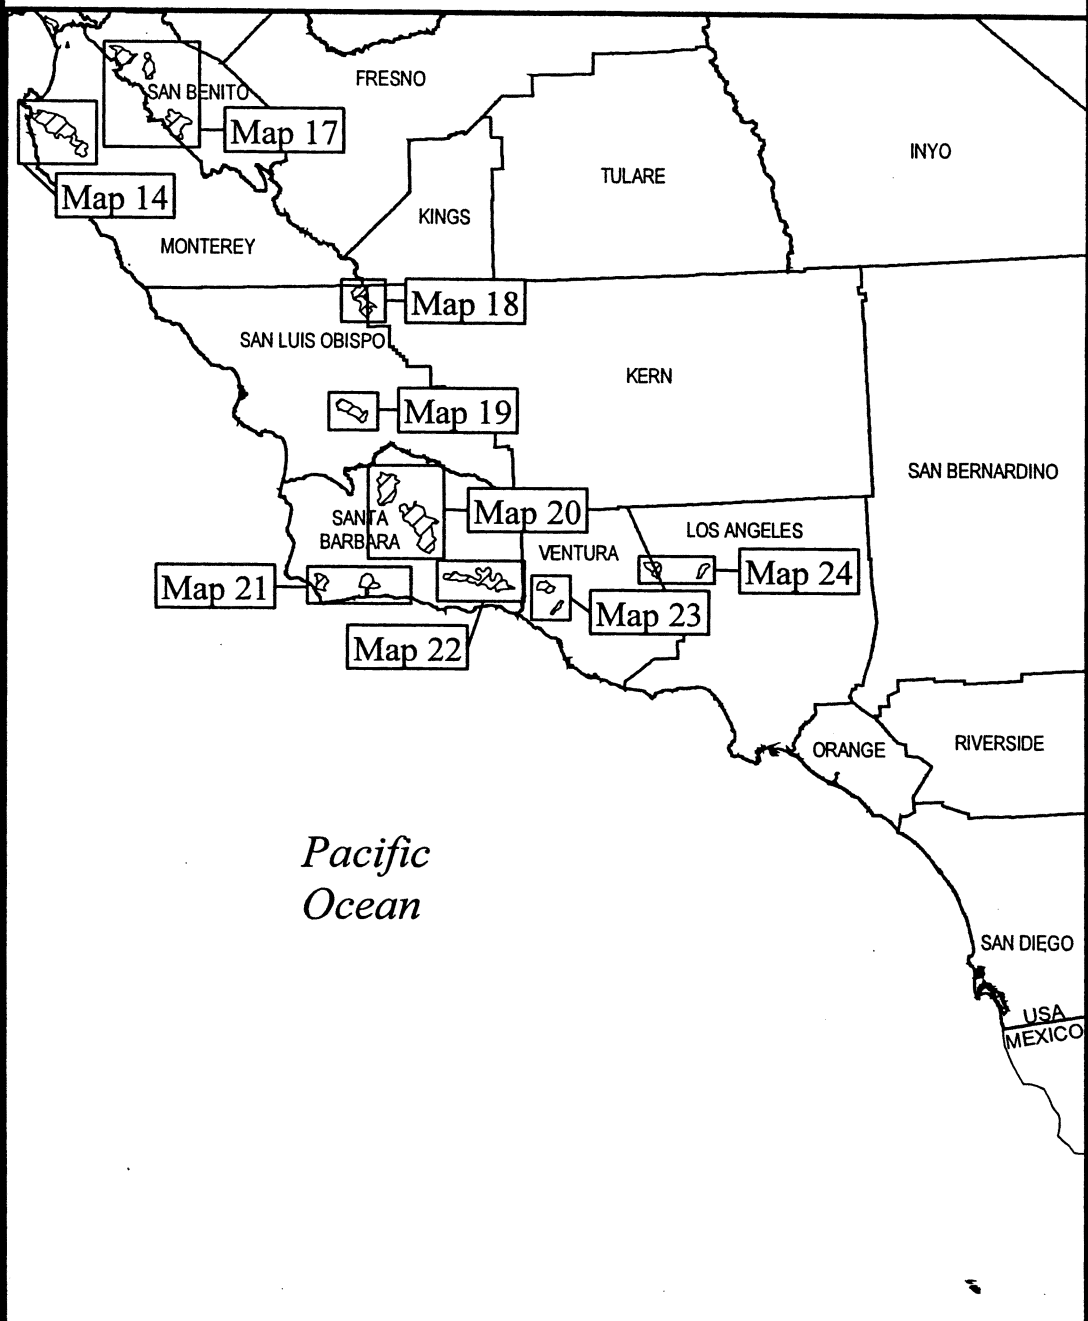 FRESNO
SAN BENITO
Map 17
INYO
TULARE
Map 14
KINGS
MONTEREY
Map 18
SAN LUIS OBISPO
KERN
Map 19
SAN BERNARDINO
Map 20
SANTA
BARBARA
LOS ANGELES
VENTURA
Map 24
Map 21
Map 23
Map 22
ORANGE
RIVERSIDE
Pacific
Ocean
SAN DIEGO
USA
MEXICO